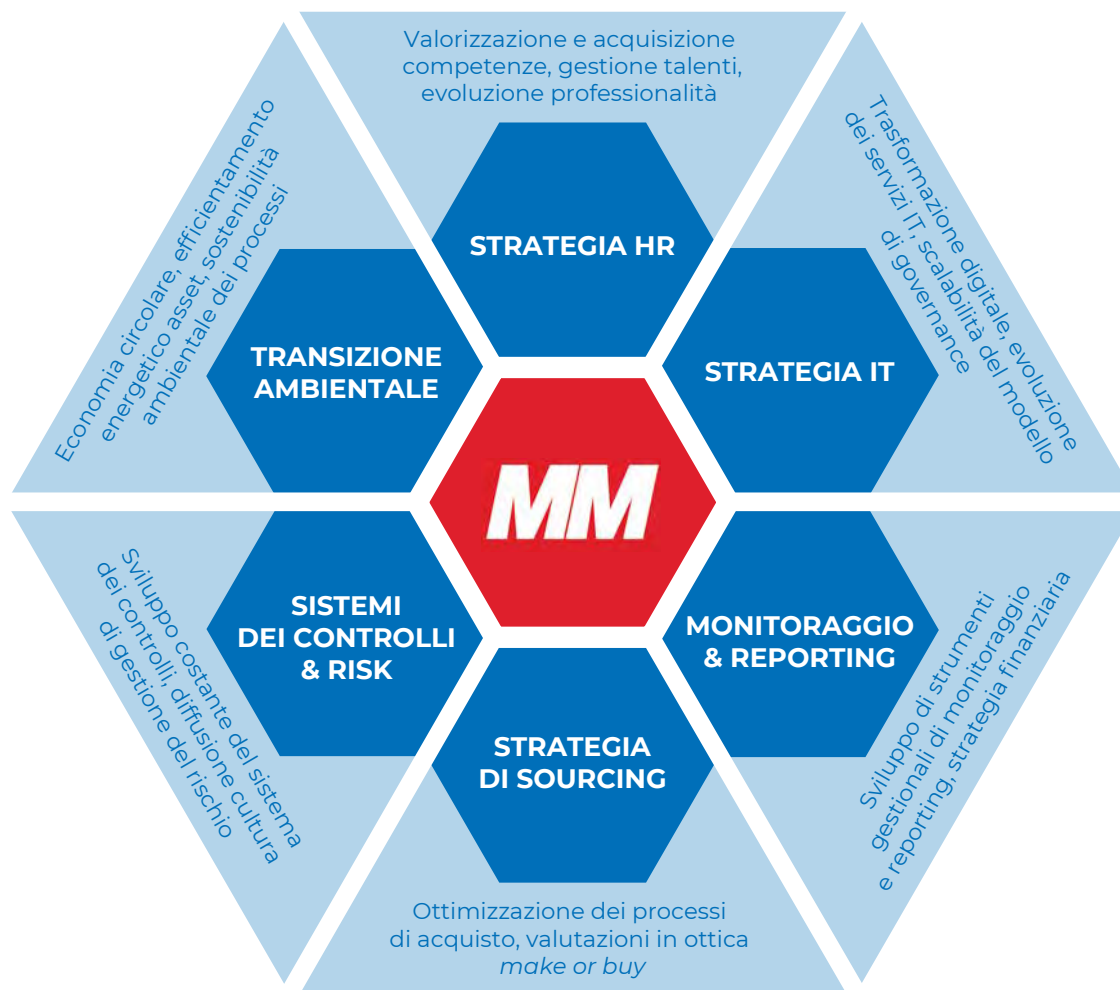 Valorizzazione e acquisizione
competenze, gestione talenti,
evoluzione professionalità
STRATEGIA HR
Trasformazione digitale, evoluzione
dei servizi IT, scalabilità del modello
di governance
STRATEGIA IT
Economia circolare, efficientamento
energetico asset, sostenibilità
ambientale dei processi
TRANSIZIONE
AMBIENTALE
MM
Sviluppo costante del sistema
dei controlli, diffusione cultura
di gestione del rischio
SISTEMI
DEI CONTROLLI
& RISK
MONITORAGGIO
& REPORTING
Sviluppo di strumenti
gestionali di monitoraggio
e reporting, strategia finanziaria
STRATEGIA
DI SOURCING
Ottimizzazione dei processi
di acquisto, valutazioni in ottica
make or buy